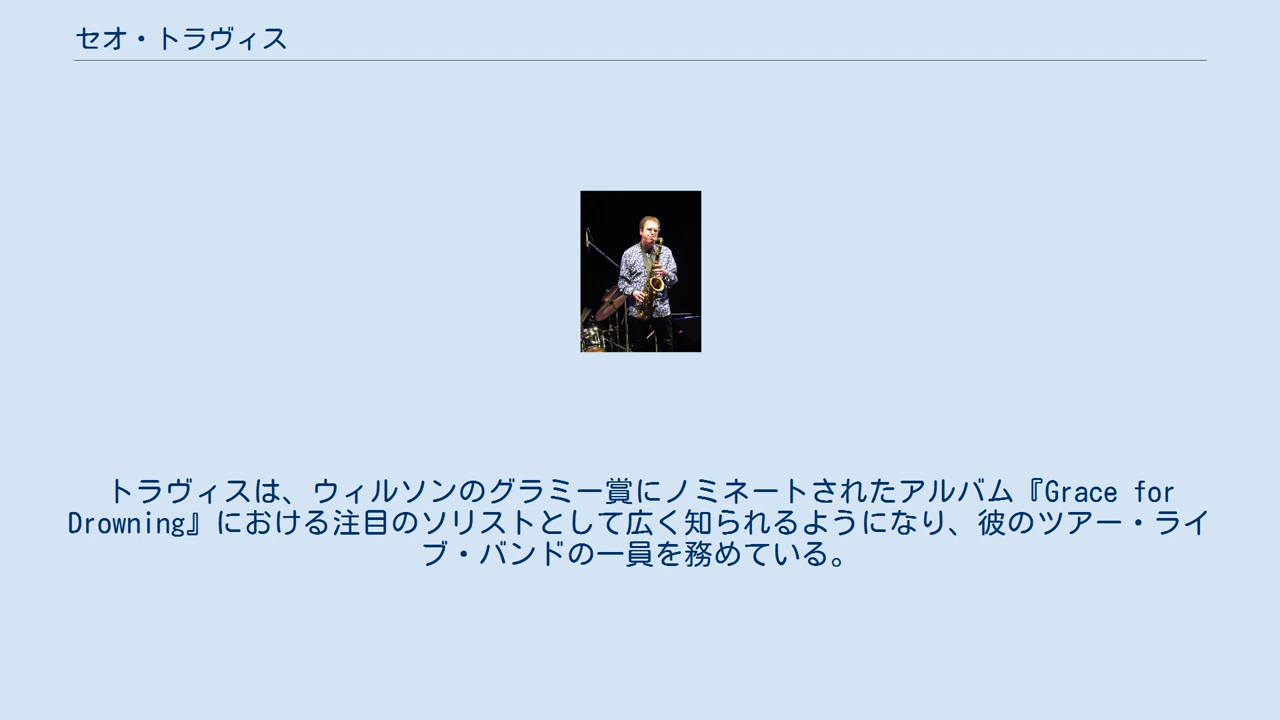 セオ・トラヴィス
トラヴィスは、ウィルソンのグラミー賞にノミネートされたアルバム『Grace for
Drowning』における注目のソリストとして広く知られるようになり、彼のツアー・ライ
ブ・バンドの一員を務めている。